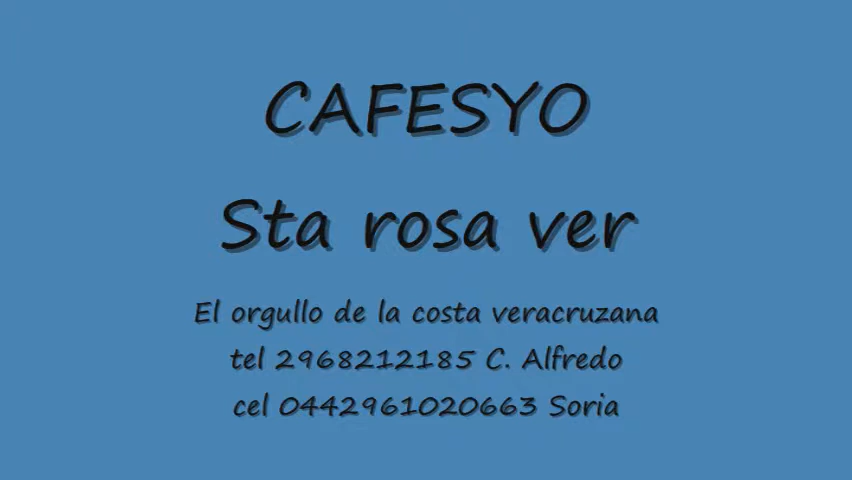 CAFESYO
Sta rosa ver
El orgullo de la costa veracruzana
tel 2968212185 C. Alfredo
cel 0442961020663 Soria